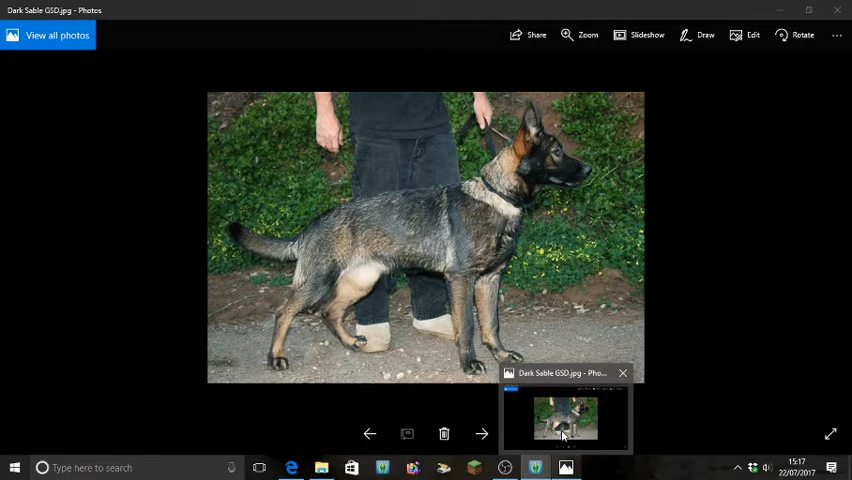 Dark Sable GSD.jpg - Photos
View all photos
Share
Zoom
Slideshow
Draw
Edit
Rotate
Dark Sable GSD.jpg - Pho...
Type here to search
15:17
22/07/2017